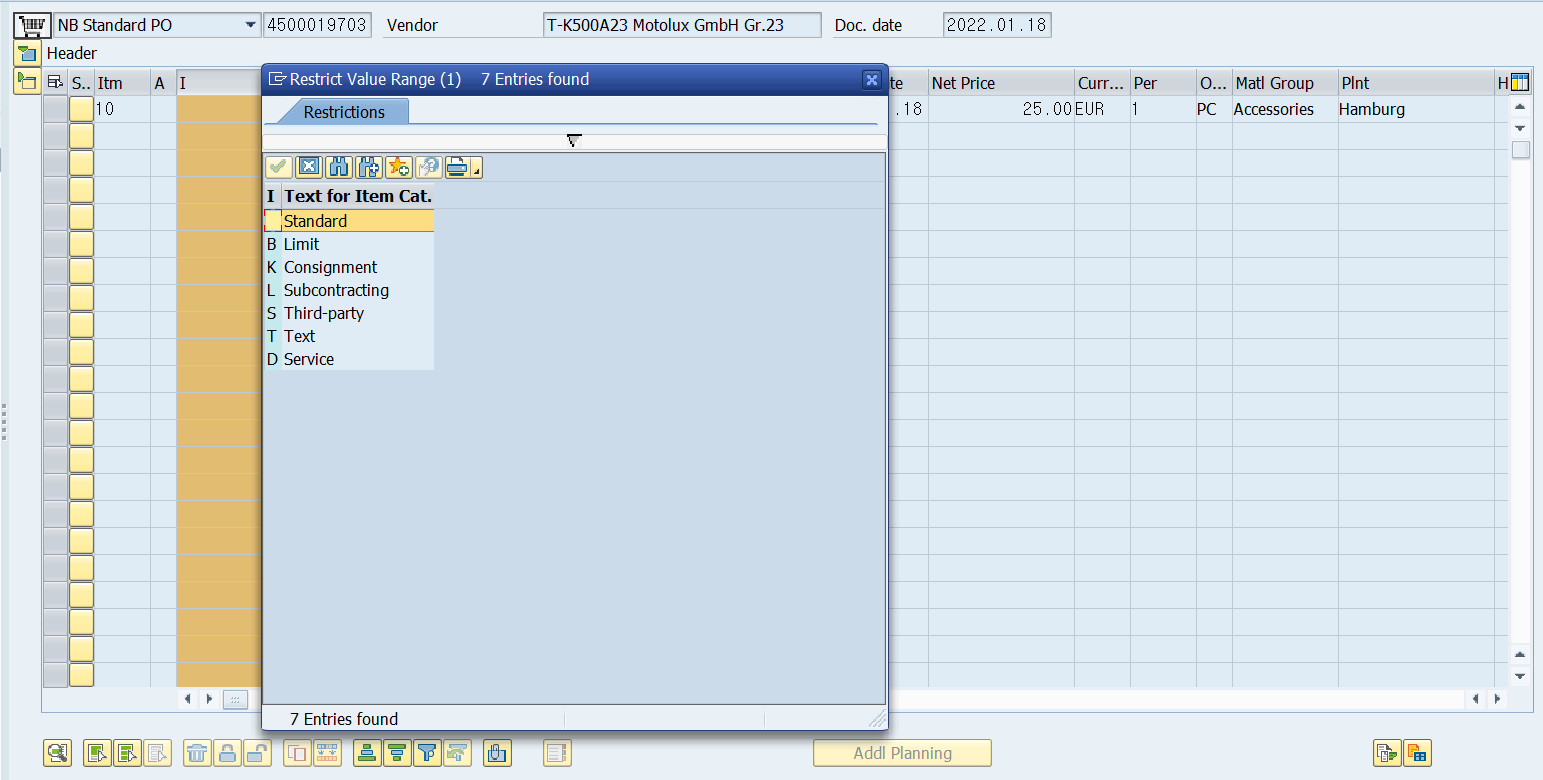 NB Standard PO 4500019703 Vendor T-K500A23 Motolux GmbH Gr.23 Doc. date 2022.01.18
Header
S.. Itm A I te Net Price Curr... Per O... Matl Group Plnt H
10 .18 25.00 EUR 1 PC Accessories Hamburg
Restrict Value Range (1) 7 Entries found
Restrictions
I Text for Item Cat.
Standard
B Limit
K Consignment
L Subcontracting
S Third-party
T Text
D Service
7 Entries found
Addl Planning